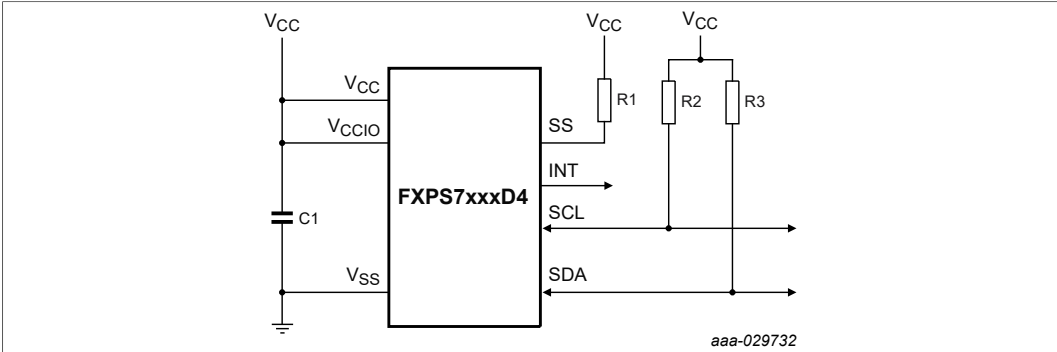 VCC
VCC
VCC
VCC
R1
R2
R3
SS
VCCIO
INT
FXPS7xxxD4
SCL
C1
SDA
VSS
aaa-029732